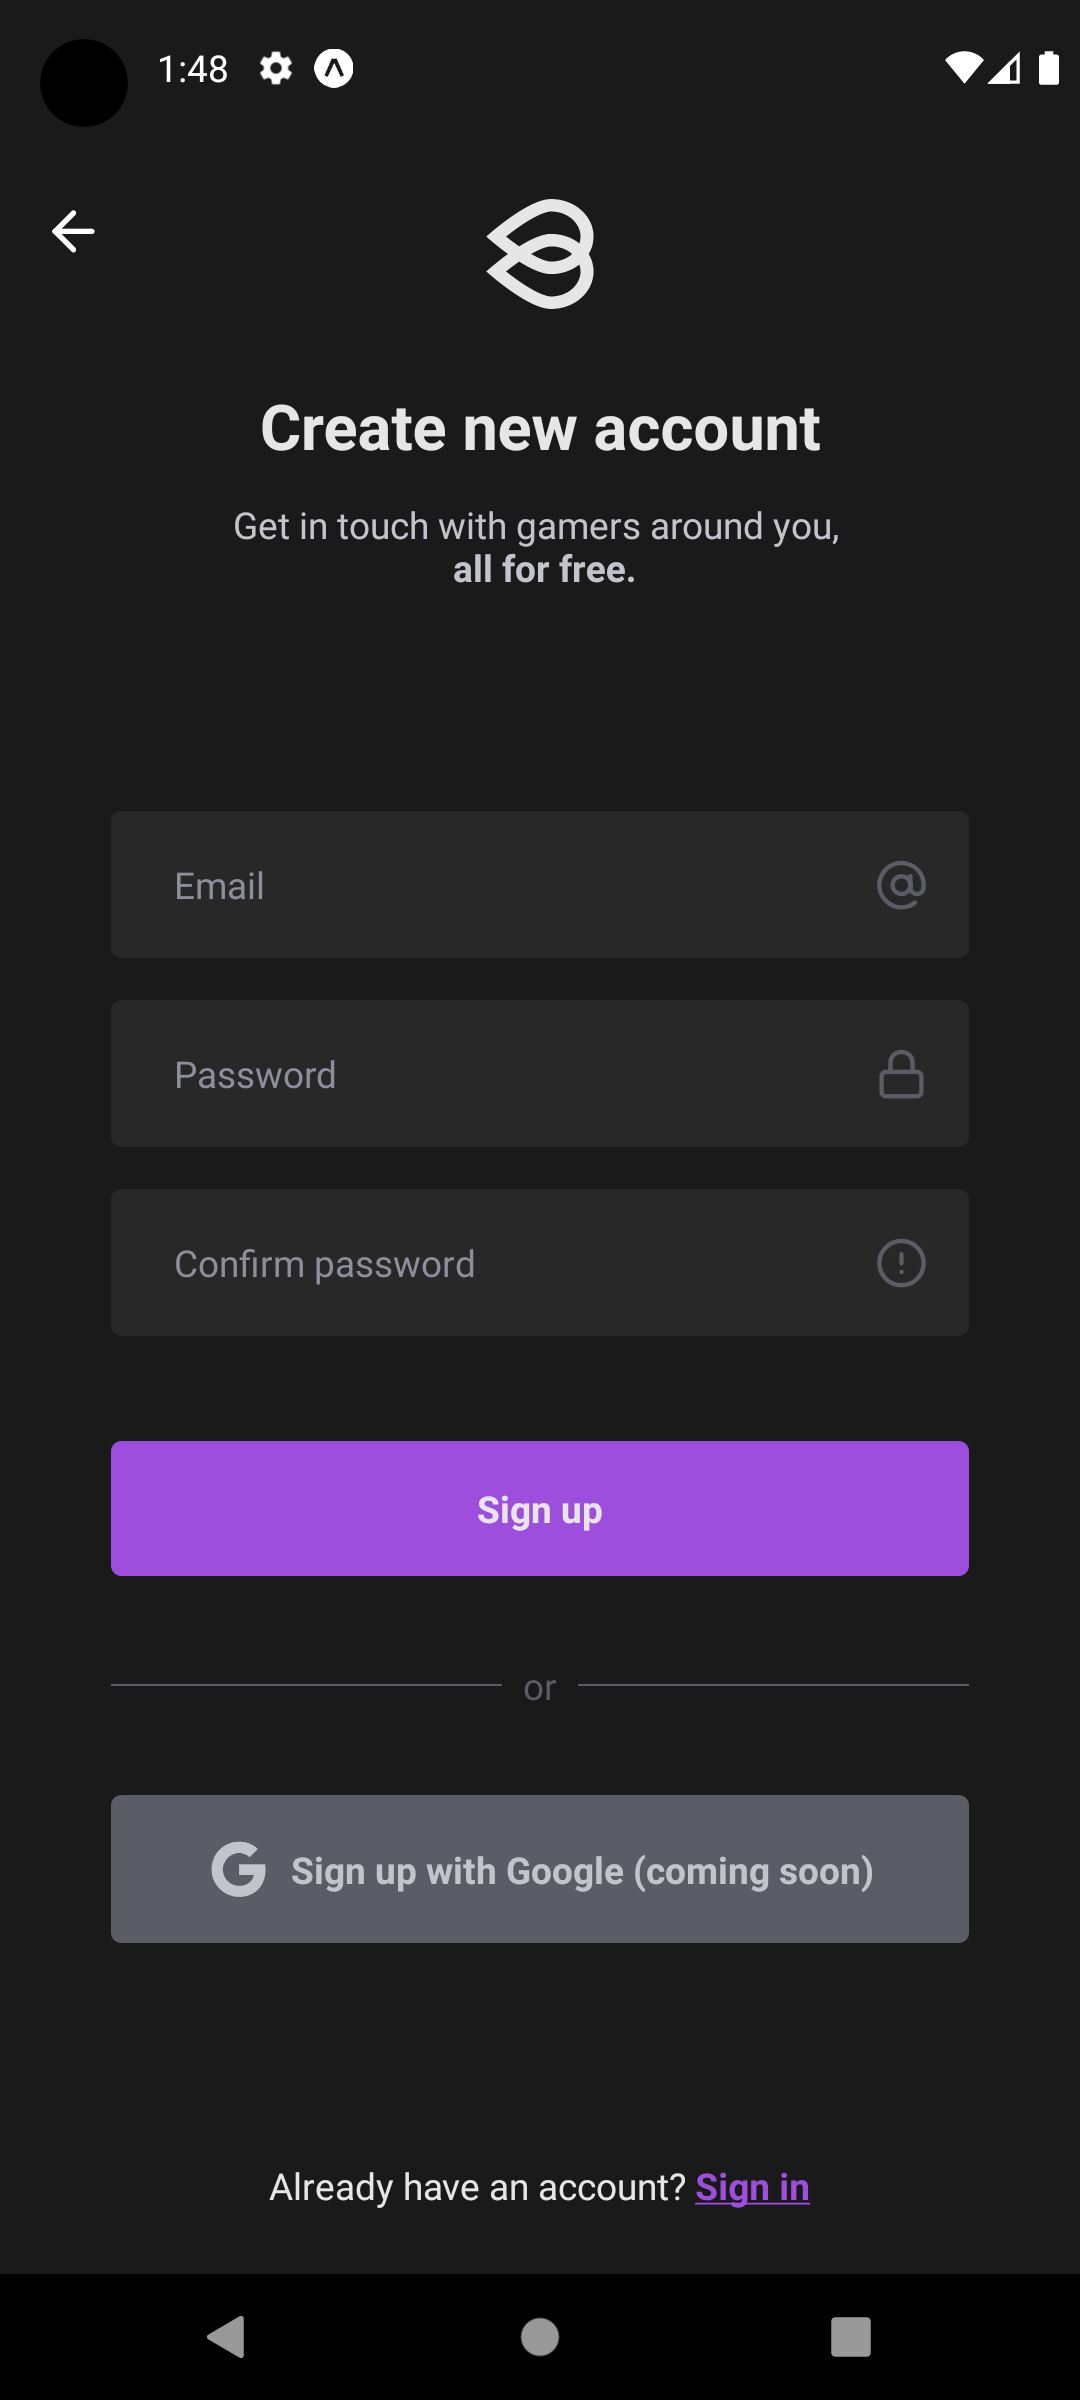 1:48
Create new account
Get in touch with gamers around you,
all for free.
Email
Password
Confirm password
Sign up
or
Sign up with Google (coming soon)
Already have an account? Sign in